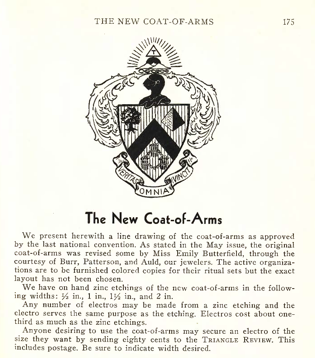 THE NEW COAT-OF-ARMS 175
VERITAS OMNIA VINCIT
The New Coat-of-Arms
We present herewith a line drawing of the coat-of-arms as approved
by the last national convention. As stated in the May issue, the original
coat-of-arms was revised some by Miss Emily Butterfield, through the
courtesy of Burr, Patterson, and Auld, our jewelers. The active organiza-
tions are to be furnished colored copies for their ritual sets but the exact
layout has not been chosen.
We have on hand zinc etchings of the new coat-of-arms in the follow-
ing widths: ½ in., 1 in., 1½ in., and 2 in.
Any number of electros may be made from a zinc etching and the
electro serves the same purpose as the etching. Electros cost about one-
third as much as the zinc etchings.
Anyone desiring to use the coat-of-arms may secure an electro of the
size they want by sending eighty cents to the TRIANGLE REVIEW. This
includes postage. Be sure to indicate width desired.